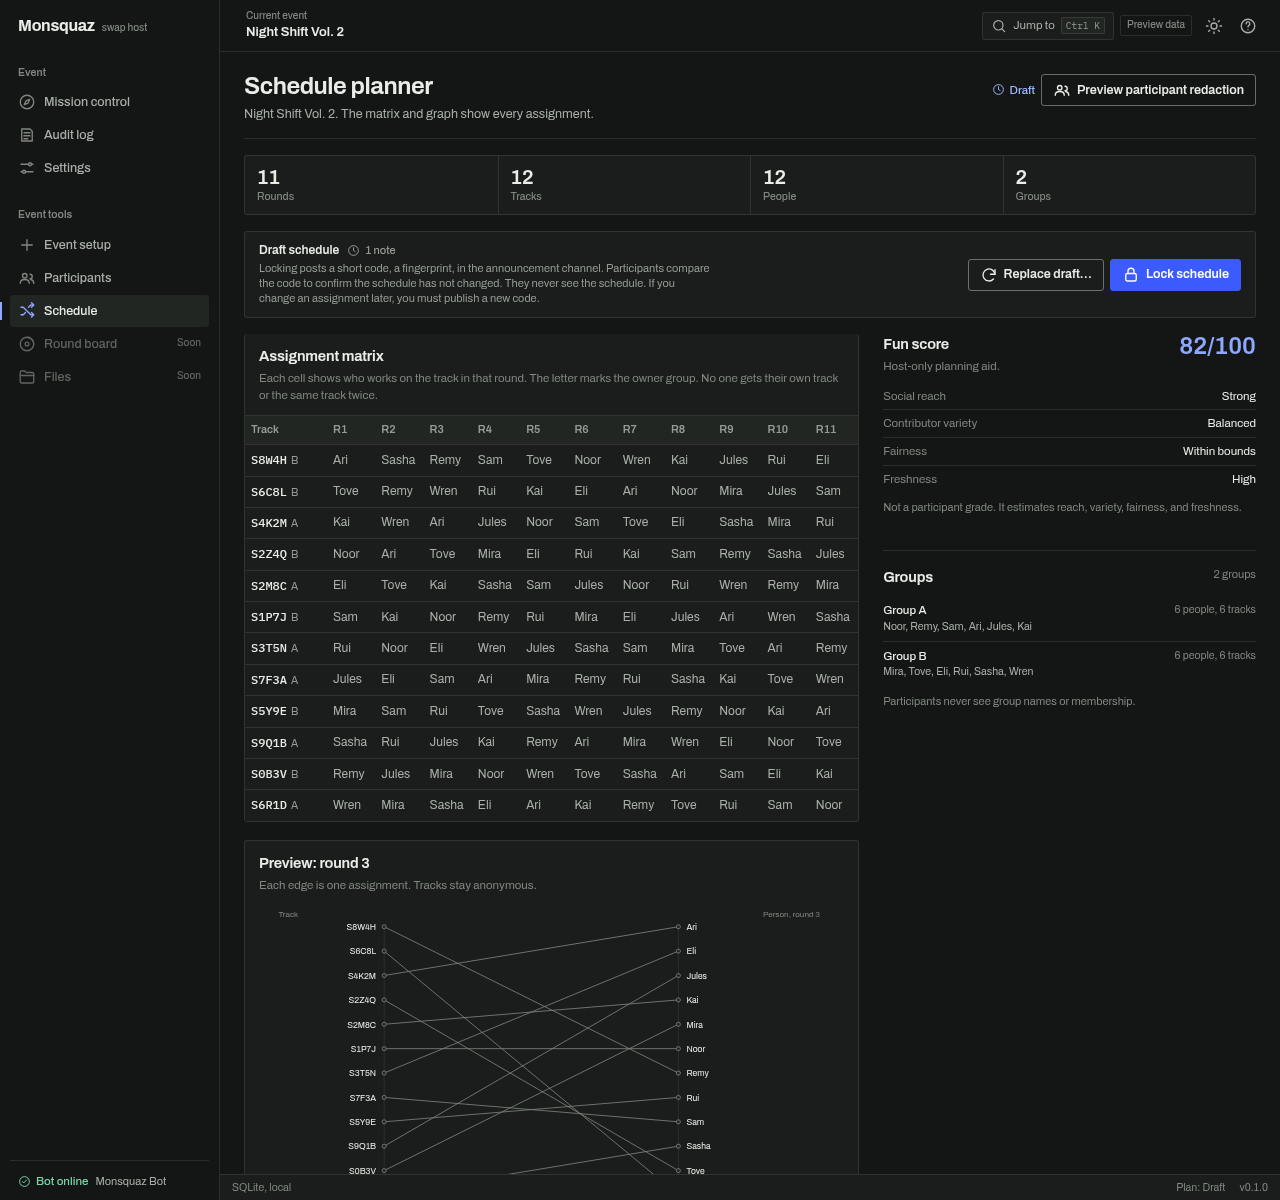 Monsquaz swap host
Event
Mission control
Audit log
Settings
Event tools
Event setup
Participants
Schedule
Round board Soon
Files Soon
Bot online Monsquaz Bot
Current event
Night Shift Vol. 2
Jump to Ctrl K
Preview data
Schedule planner
Night Shift Vol. 2. The matrix and graph show every assignment.
Draft
Preview participant redaction
11
Rounds
12
Tracks
12
People
2
Groups
Draft schedule 1 note
Locking posts a short code, a fingerprint, in the announcement channel. Participants compare
the code to confirm the schedule has not changed. They never see the schedule. If you
change an assignment later, you must publish a new code.
Replace draft...
Lock schedule
Assignment matrix
Each cell shows who works on the track in that round. The letter marks the owner group. No one gets their own track
or the same track twice.
Track R1 R2 R3 R4 R5 R6 R7 R8 R9 R10 R11
S8W4H B Ari Sasha Remy Sam Tove Noor Wren Kai Jules Rui Eli
S6C8L B Tove Remy Wren Rui Kai Eli Ari Noor Mira Jules Sam
S4K2M A Kai Wren Ari Jules Noor Sam Tove Eli Sasha Mira Rui
S2Z4Q B Noor Ari Tove Mira Eli Rui Kai Sam Remy Sasha Jules
S2M8C A Eli Tove Kai Sasha Sam Jules Noor Rui Wren Remy Mira
S1P7J B Sam Kai Noor Remy Rui Mira Eli Jules Ari Wren Sasha
S3T5N A Rui Noor Eli Wren Jules Sasha Sam Mira Tove Ari Remy
S7F3A A Jules Eli Sam Ari Mira Remy Rui Sasha Kai Tove Wren
S5Y9E B Mira Sam Rui Tove Sasha Wren Jules Remy Noor Kai Ari
S9Q1B A Sasha Rui Jules Kai Remy Ari Mira Wren Eli Noor Tove
S0B3V B Remy Jules Mira Noor Wren Tove Sasha Ari Sam Eli Kai
S6R1D A Wren Mira Sasha Eli Ari Kai Remy Tove Rui Sam Noor
Fun score 82/100
Host-only planning aid.
Social reach Strong
Contributor variety Balanced
Fairness Within bounds
Freshness High
Not a participant grade. It estimates reach, variety, fairness, and freshness.
Groups 2 groups
Group A 6 people, 6 tracks
Noor, Remy, Sam, Ari, Jules, Kai
Group B 6 people, 6 tracks
Mira, Tove, Eli, Rui, Sasha, Wren
Participants never see group names or membership.
Preview: round 3
Each edge is one assignment. Tracks stay anonymous.
Track Person, round 3
S8W4H Ari
S6C8L Eli
S4K2M Jules
S2Z4Q Kai
S2M8C Mira
S1P7J Noor
S3T5N Remy
S7F3A Rui
S5Y9E Sam
S9Q1B Sasha
S0B3V Tove
SQLite, local
Plan: Draft v0.1.0